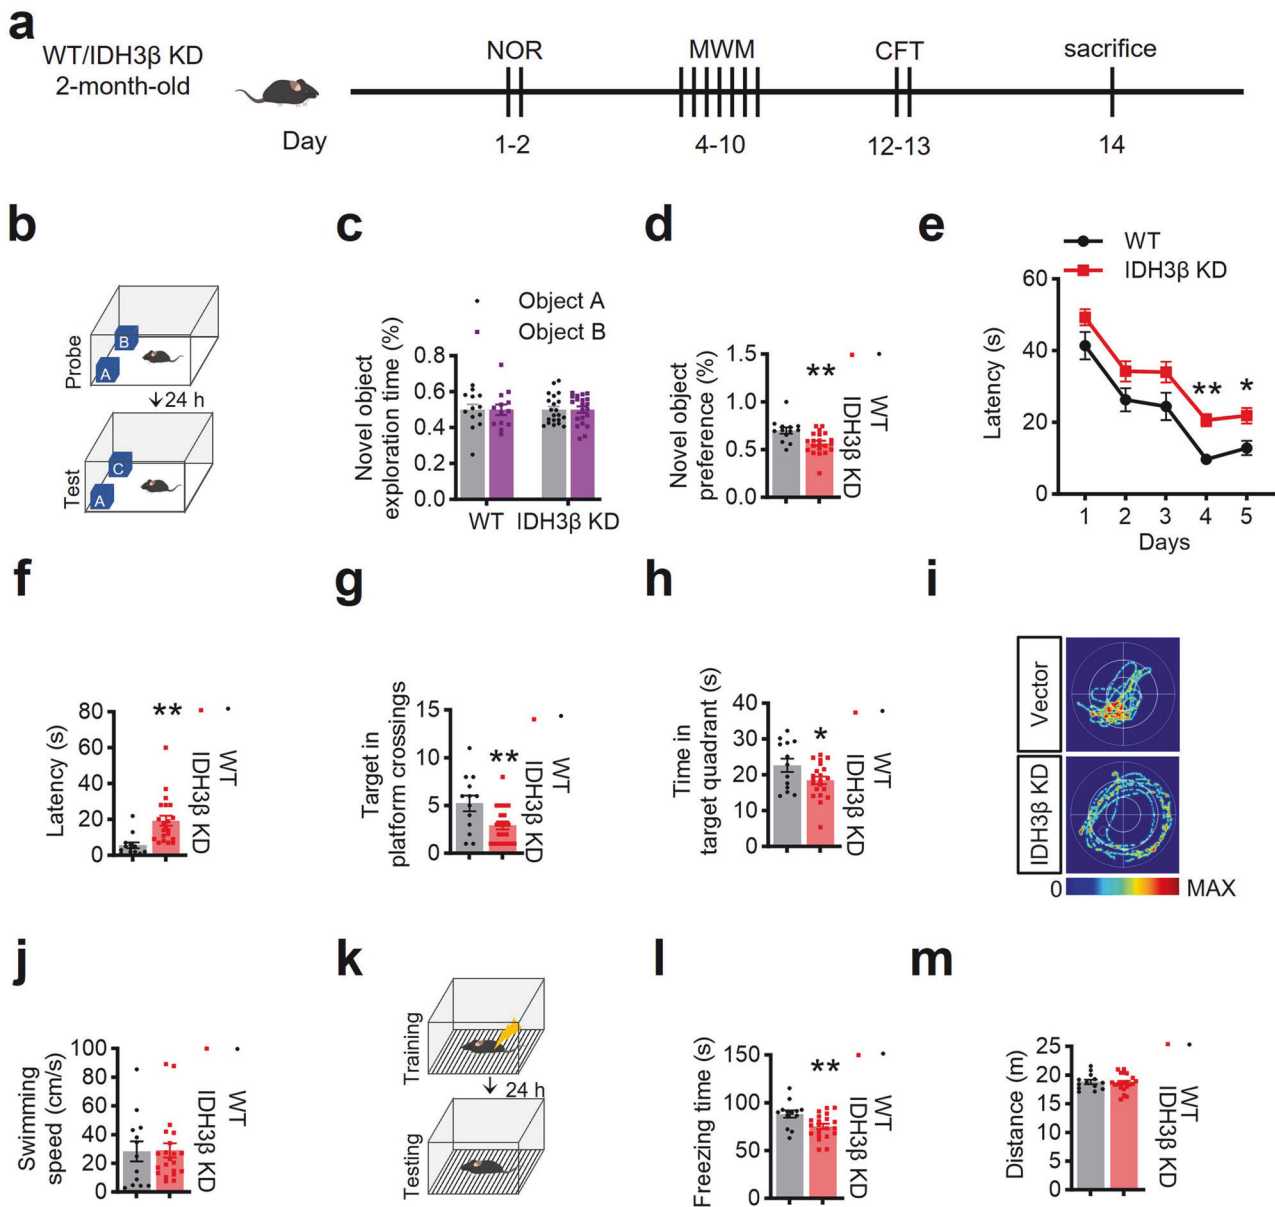 a
WT/IDH3β KD
2-month-old
NOR
MWM
CFT
sacrifice
Day
1-2
4-10
12-13
14
b
Probe
B
A
24 h
Test
C
A
c
Object A
Object B
Novel object
exploration time (%)
0.8
0.6
0.4
0.2
0.0
WT
IDH3β KD
d
Novel object
preference (%)
1.5
1.0
0.5
0.0
**
IDH3β KD
WT
e
WT
IDH3β KD
Latency (s)
60
40
20
0
**
*
1
2
3
4
5
Days
f
Latency (s)
80
60
40
20
0
**
IDH3β KD
WT
g
Target in
platform crossings
15
10
5
0
**
IDH3β KD
WT
h
Time in
target quadrant (s)
40
30
20
10
0
*
IDH3β KD
WT
i
Vector
IDH3β KD
0
MAX
j
Swimming
speed (cm/s)
100
80
60
40
20
0
IDH3β KD
WT
k
Training
24 h
Testing
l
Freezing time (s)
150
100
50
0
**
IDH3β KD
WT
m
Distance (m)
25
20
15
10
5
0
IDH3β KD
WT